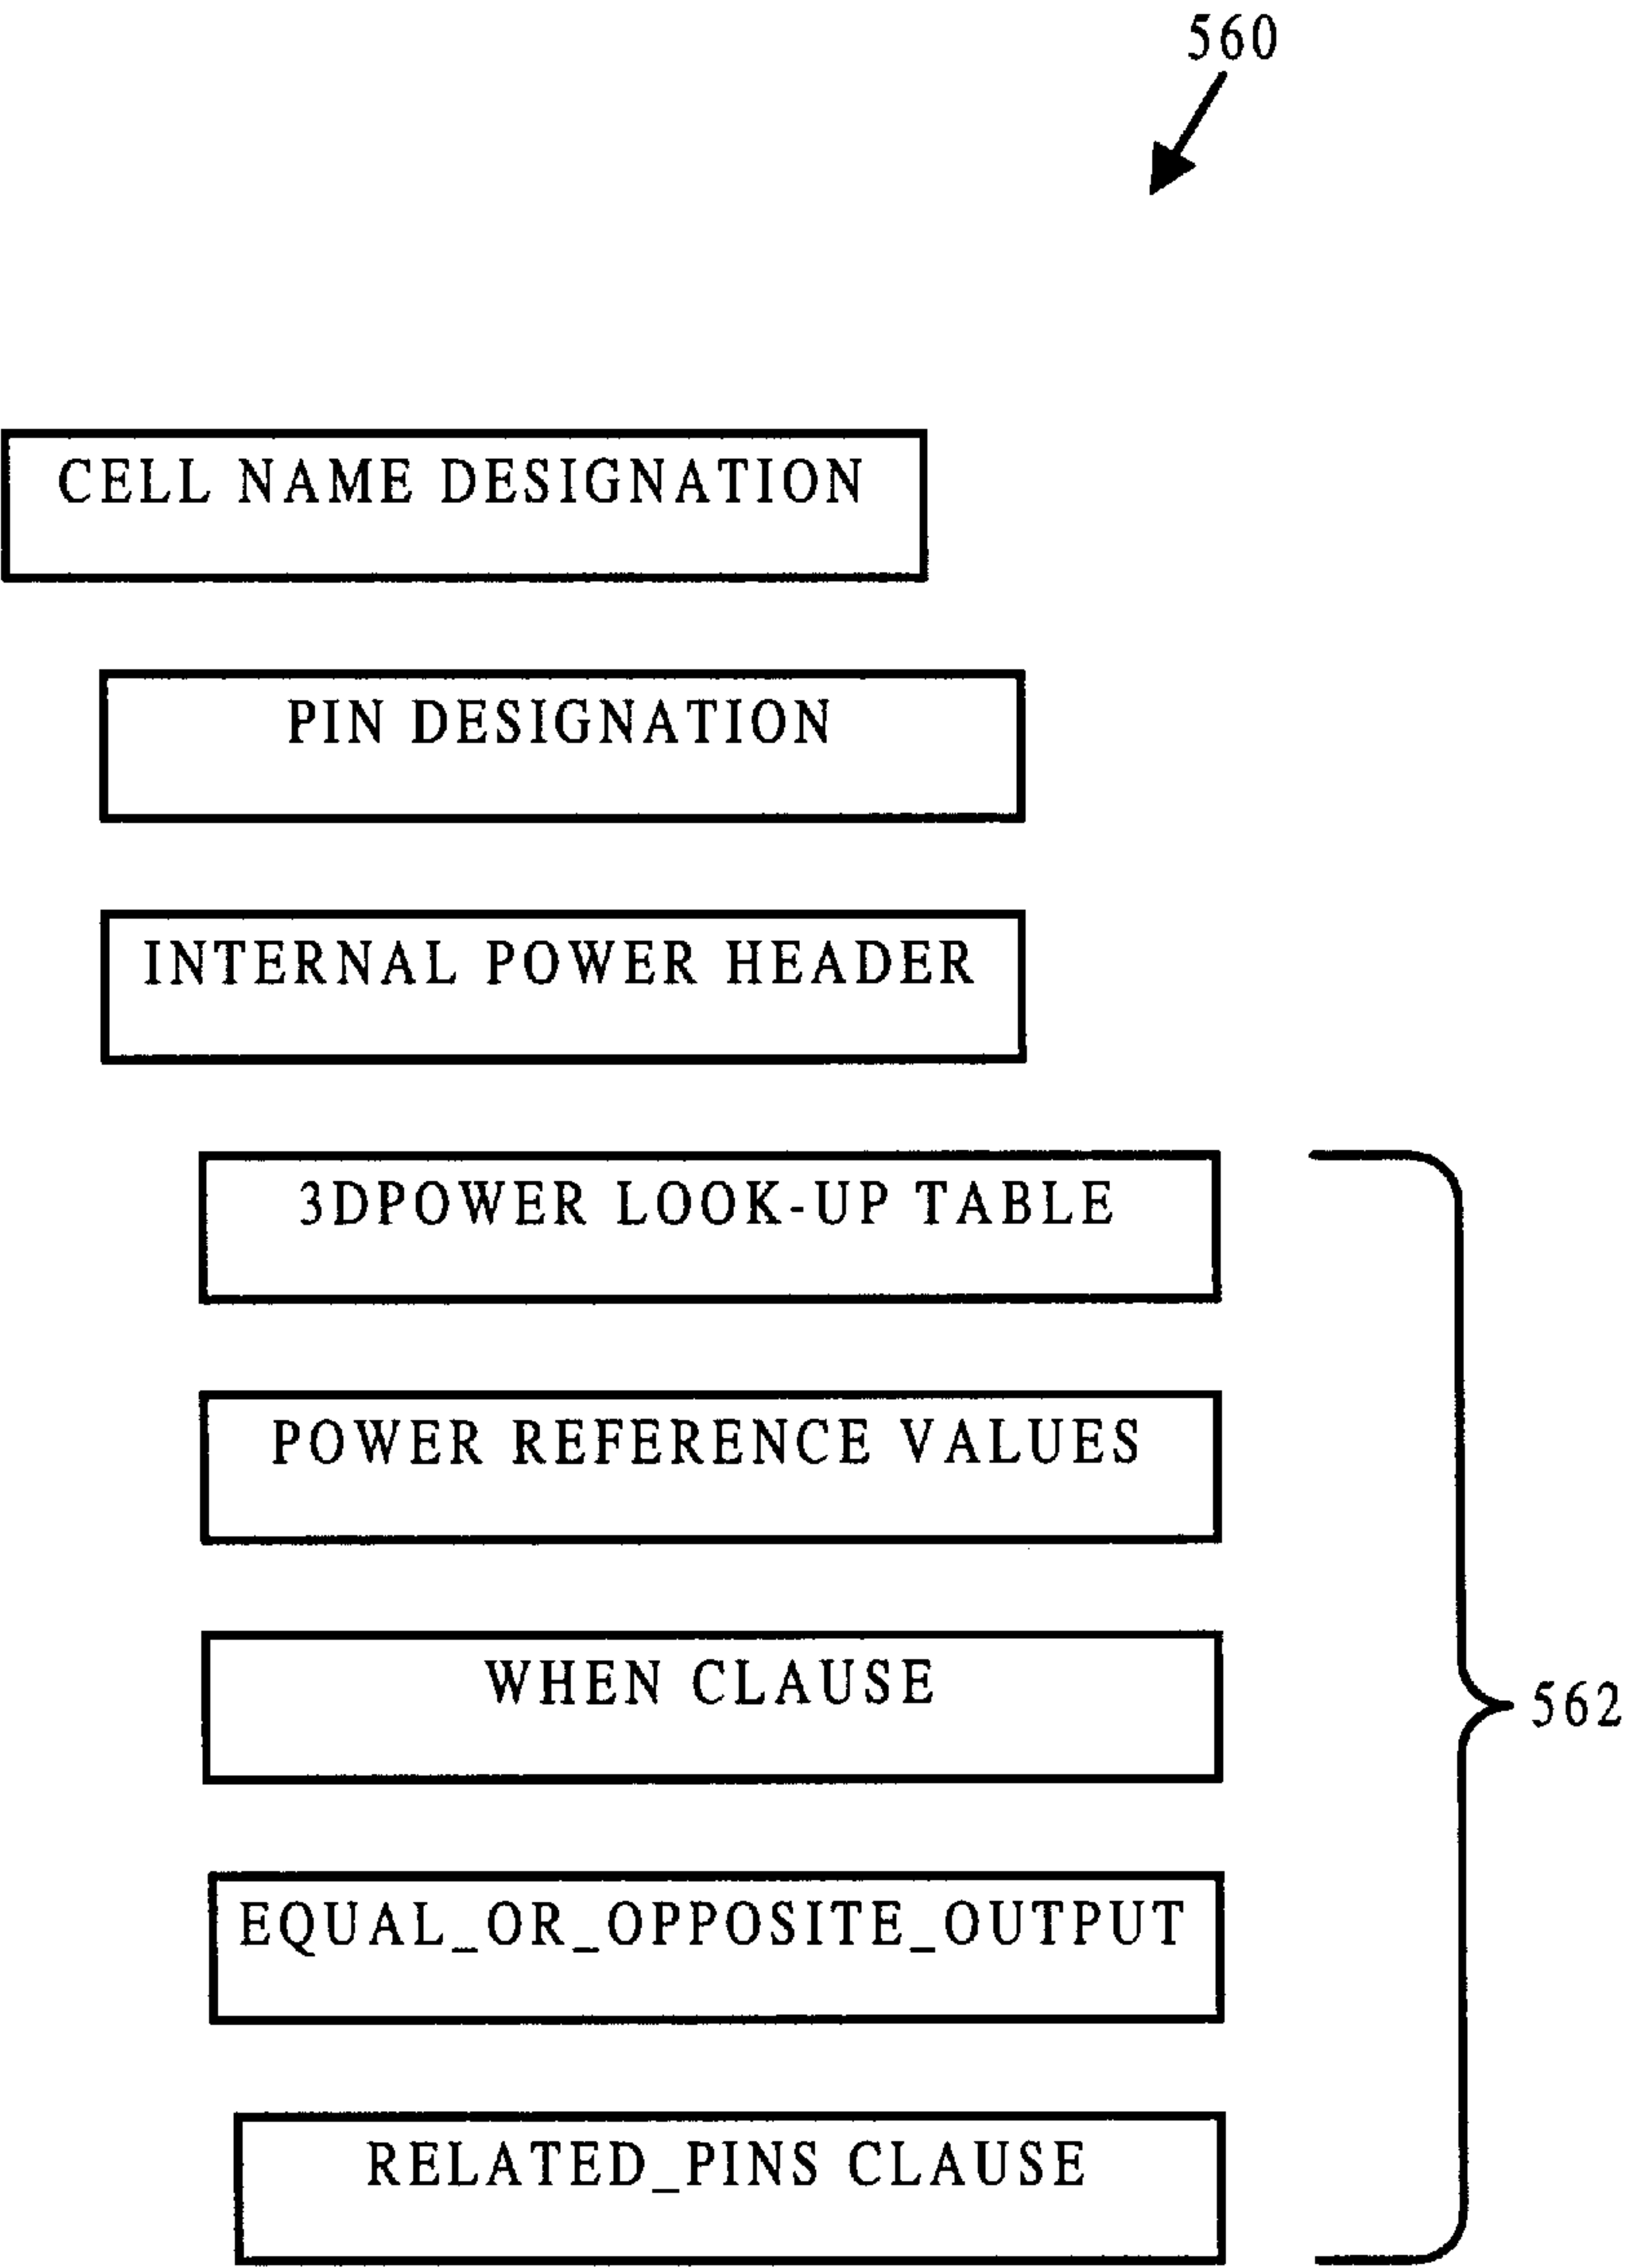 560
CELL NAME DESIGNATION
PIN DESIGNATION
INTERNAL POWER HEADER
3DPOWER LOOK-UP TABLE
POWER REFERENCE VALUES
WHEN CLAUSE
562
EQUAL_OR_OPPOSITE_OUTPUT
RELATED_PINS CLAUSE